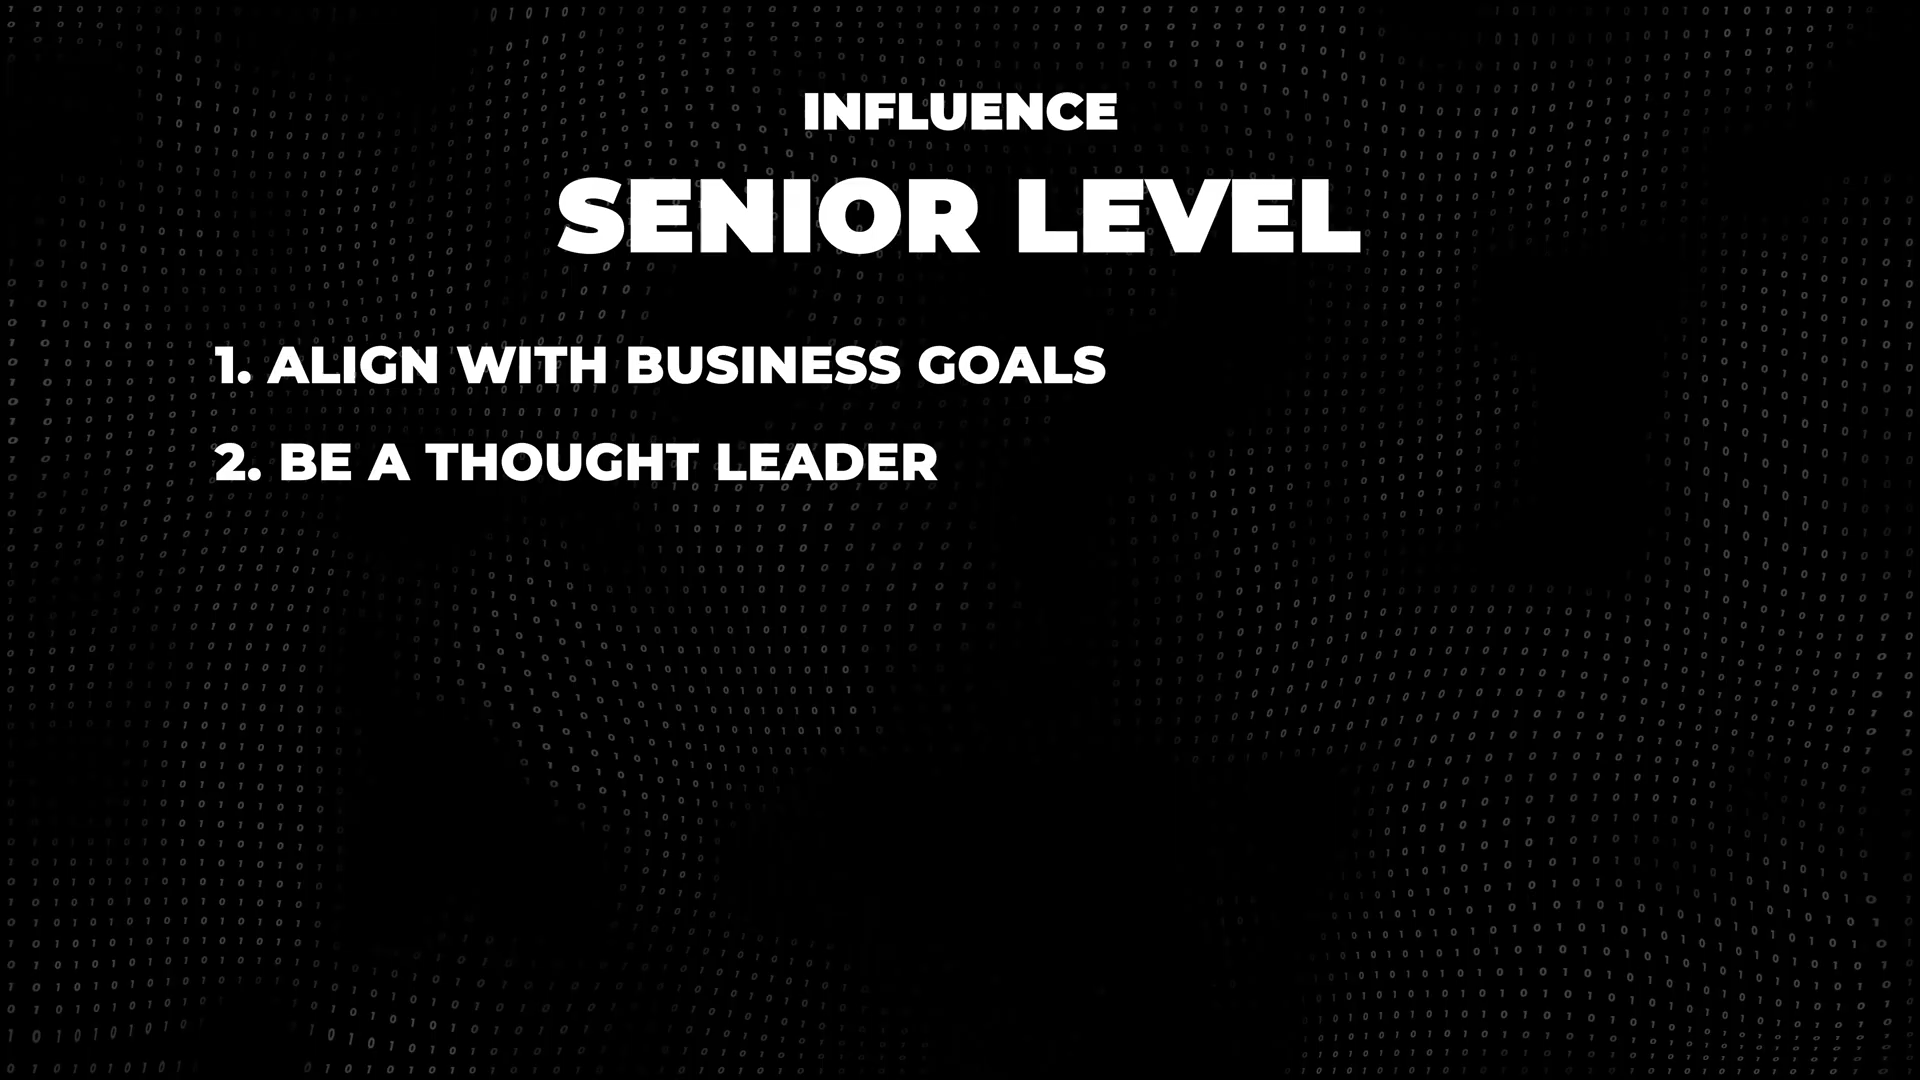 INFLUENCE
SENIOR LEVEL
1. ALIGN WITH BUSINESS GOALS
2. BE A THOUGHT LEADER